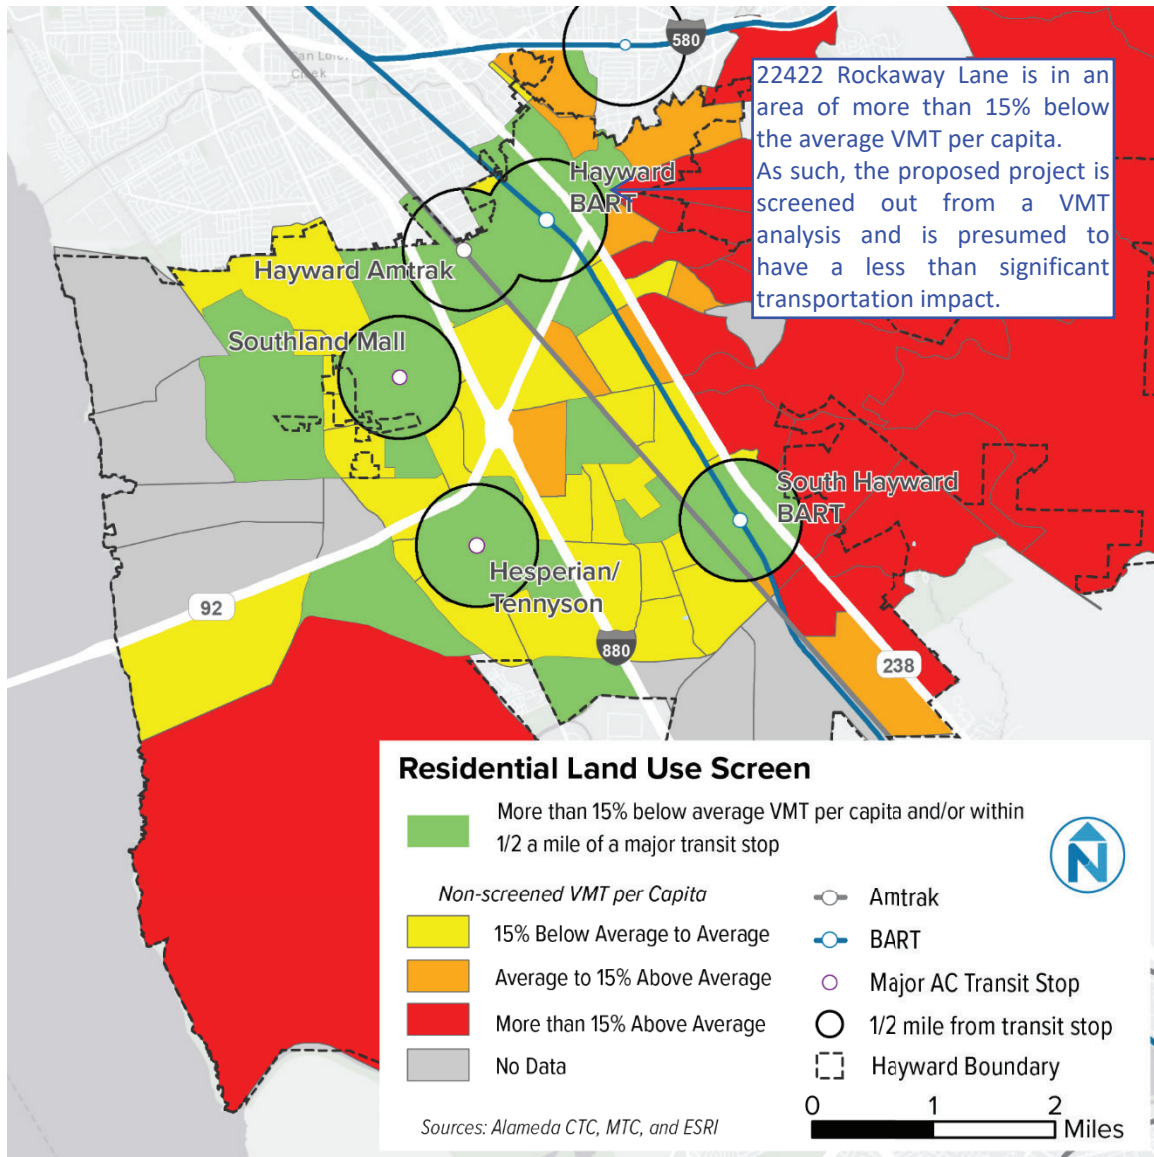 580
San Lorenzo
Creek
22422 Rockaway Lane is in an
area of more than 15% below
the average VMT per capita.
As such, the proposed project is
screened out from a VMT
analysis and is presumed to
have a less than significant
transportation impact.
Hayward
BART
Hayward Amtrak
Southland Mall
South Hayward
BART
Hesperian/
Tennyson
92
880
238
Residential Land Use Screen
More than 15% below average VMT per capita and/or within
1/2 a mile of a major transit stop
Non-screened VMT per Capita
15% Below Average to Average
Average to 15% Above Average
More than 15% Above Average
No Data
Amtrak
BART
Major AC Transit Stop
1/2 mile from transit stop
Hayward Boundary
N
0 1 2
Miles
Sources: Alameda CTC, MTC, and ESRI